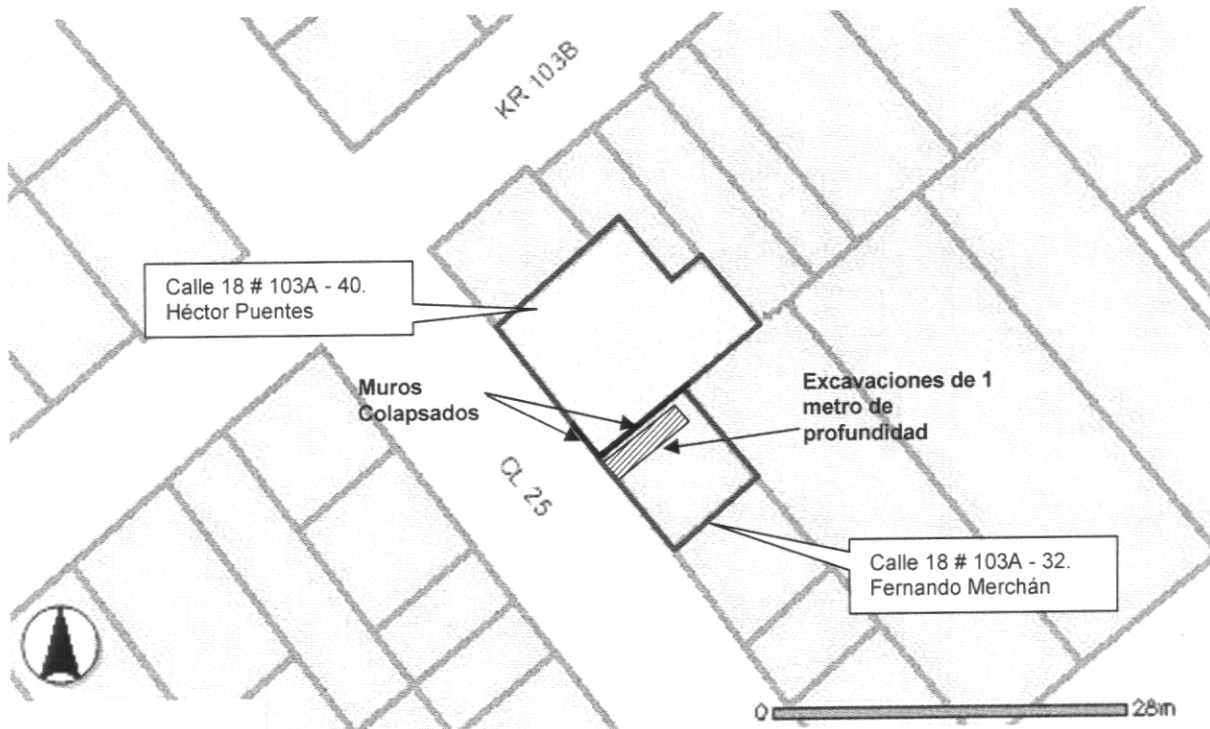 KR 103B
Calle 18 # 103A - 40.
Héctor Puentes
Muros
Colapsados
Excavaciones de 1
metro de
profundidad
CL 25
Calle 18 # 103A - 32.
Fernando Merchán
0
28m